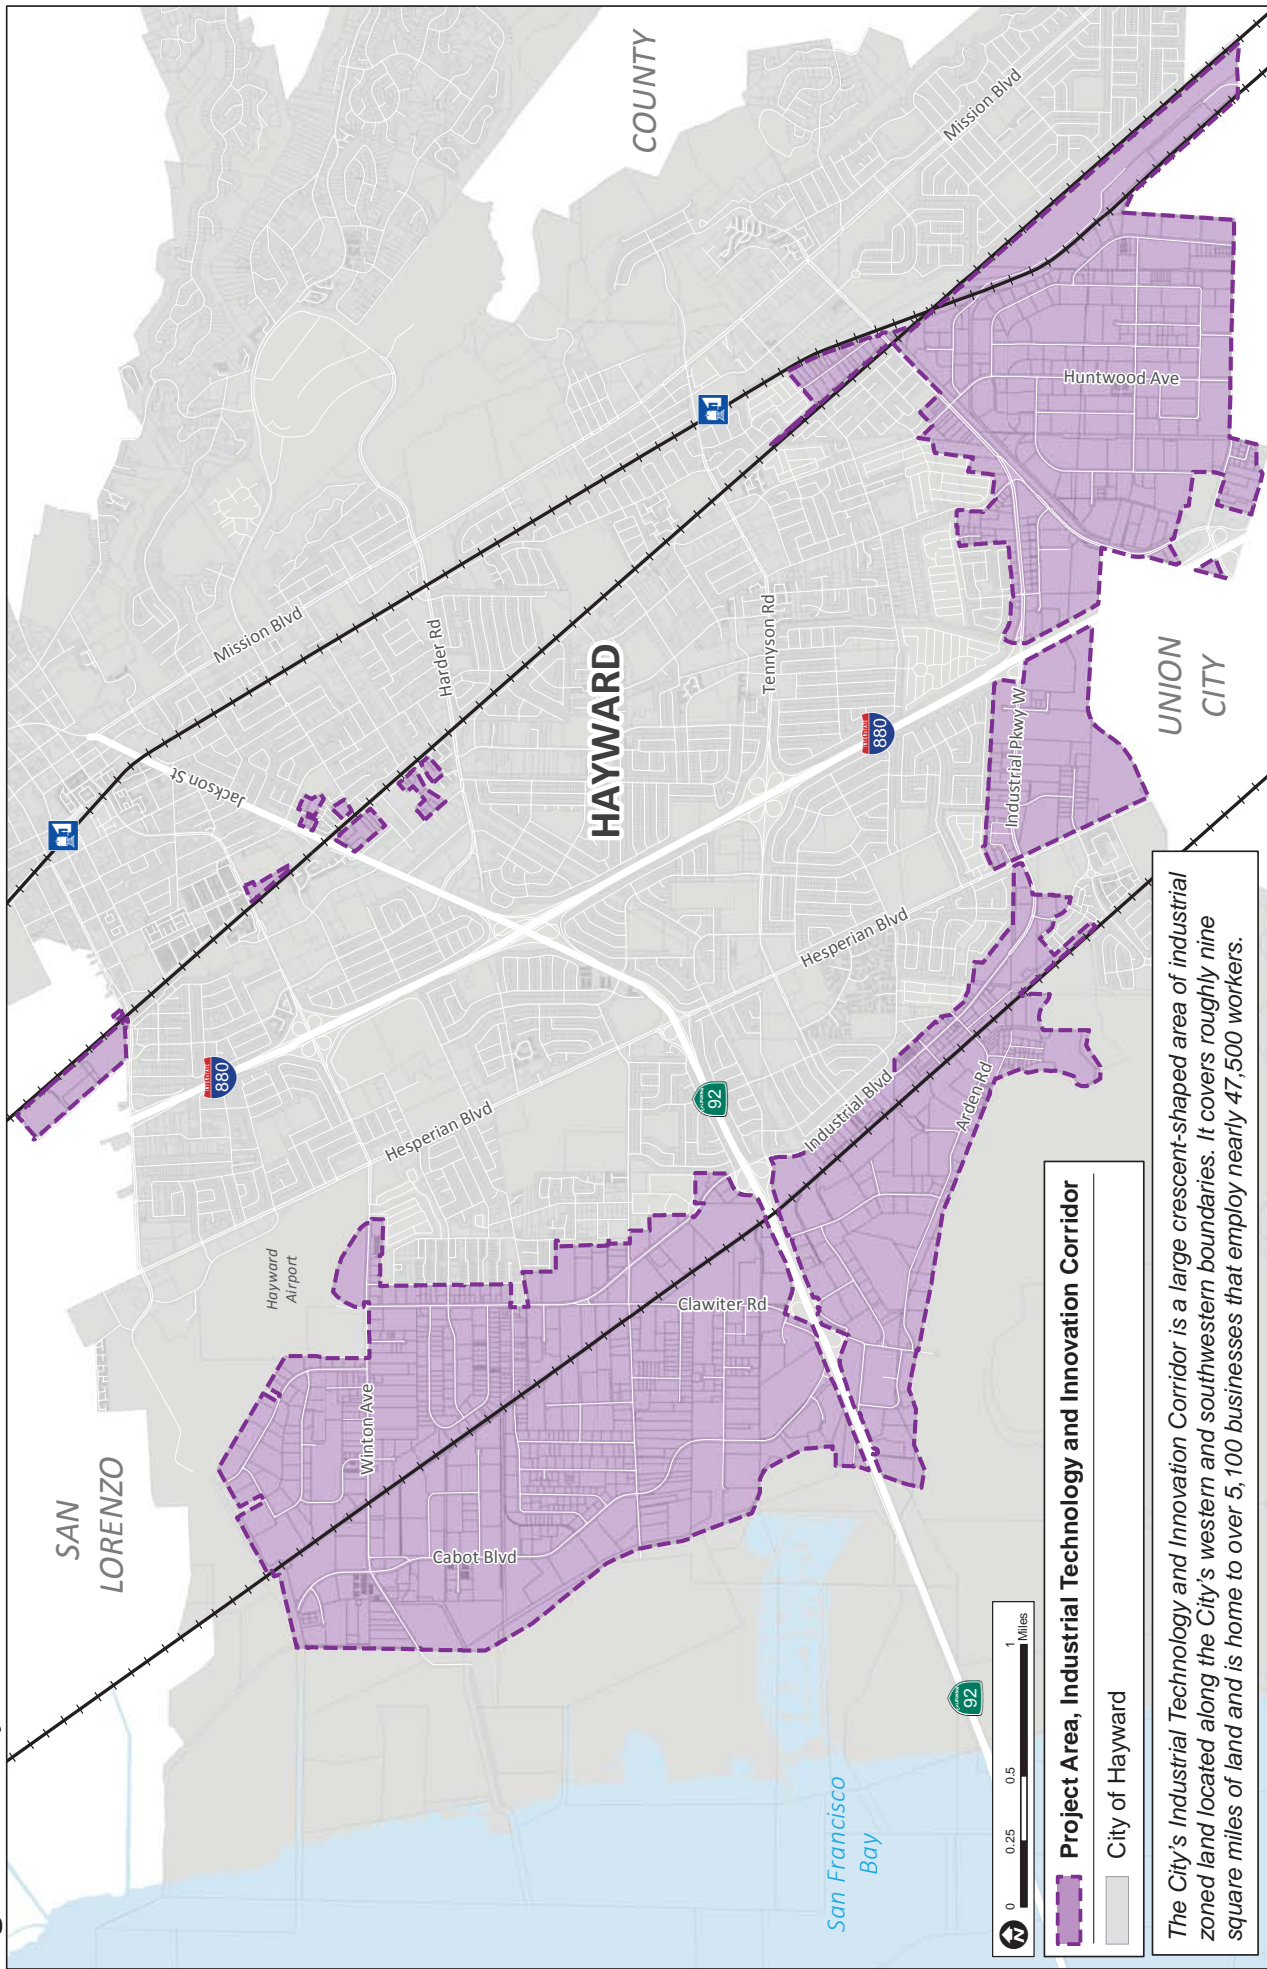 SAN
LORENZO
COUNTY
Hayward
Airport
Jackson St
Mission Blvd
Mission Blvd
Harder Rd
880
Hesperian Blvd
HAYWARD
Winton Ave
Tennyson Rd
92
880
Cabot Blvd
Clawiter Rd
Hesperian Blvd
Industrial Blvd
Huntwood Ave
Industrial Pkwy W
Arden Rd
San Francisco
Bay
92
UNION
CITY
N
0 0.25 0.5 1
Miles
Project Area, Industrial Technology and Innovation Corridor
City of Hayward
The City's Industrial Technology and Innovation Corridor is a large crescent-shaped area of industrial
zoned land located along the City's western and southwestern boundaries. It covers roughly nine
square miles of land and is home to over 5,100 businesses that employ nearly 47,500 workers.